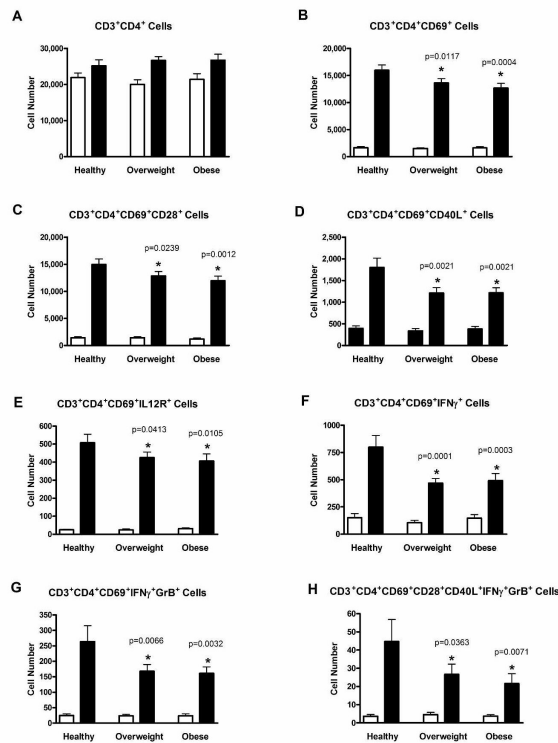 A
CD3⁺CD4⁺ Cells
Cell Number
30,000
20,000
10,000
0
Healthy Overweight Obese
B
CD3⁺CD4⁺CD69⁺ Cells
Cell Number
20,000
15,000
10,000
5,000
0
p=0.0117
*
p=0.0004
*
Healthy Overweight Obese
C
CD3⁺CD4⁺CD69⁺CD28⁺ Cells
Cell Number
20,000
15,000
10,000
5,000
0
p=0.0239
*
p=0.0012
*
Healthy Overweight Obese
D
CD3⁺CD4⁺CD69⁺CD40L⁺ Cells
Cell Number
2,500
2,000
1,500
1,000
500
0
p=0.0021
*
p=0.0021
*
Healthy Overweight Obese
E
CD3⁺CD4⁺CD69⁺IL12R⁺ Cells
Cell Number
600
500
400
300
200
100
0
p=0.0413
*
p=0.0105
*
Healthy Overweight Obese
F
CD3⁺CD4⁺CD69⁺IFNγ⁺ Cells
Cell Number
1000
750
500
250
0
p=0.0001
*
p=0.0003
*
Healthy Overweight Obese
G
CD3⁺CD4⁺CD69⁺IFNγ⁺GrB⁺ Cells
Cell Number
350
300
250
200
150
100
50
0
p=0.0066
*
p=0.0032
*
Healthy Overweight Obese
H
CD3⁺CD4⁺CD69⁺CD28⁺CD40L⁺IFNγ⁺GrB⁺ Cells
Cell Number
60
50
40
30
20
10
0
p=0.0363
*
p=0.0071
*
Healthy Overweight Obese